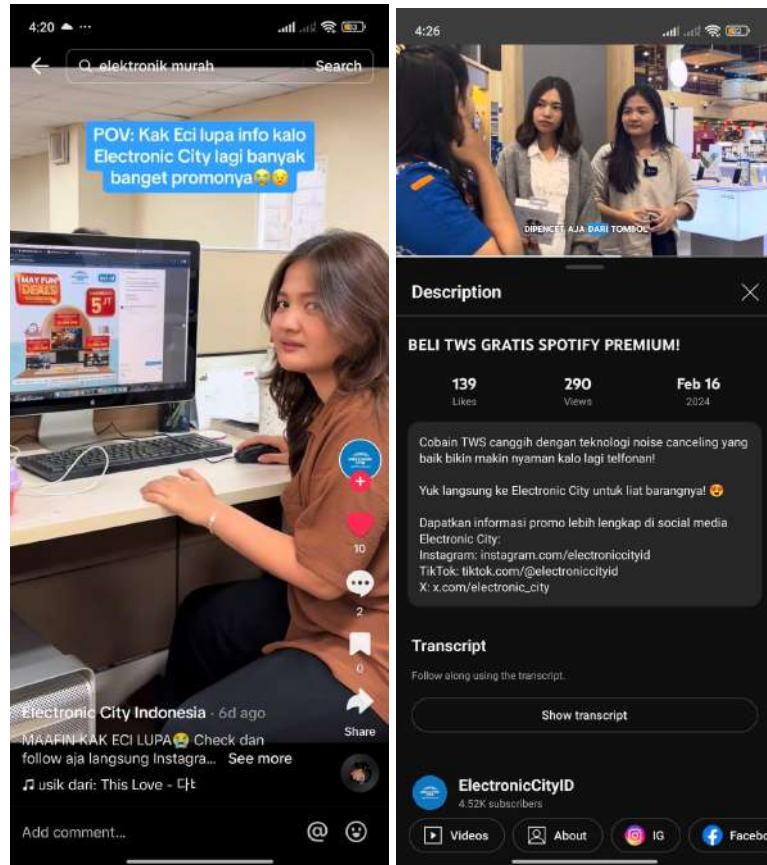 4:20
elektronik murah
Search
POV: Kak Eci lupa info kalo
Electronic City lagi banyak
banget promonya😭😥
MAY FUN
DEALS
5 JT
10
2
0
Share
Electronic City Indonesia · 6d ago
MAAFIN KAK ECI LUPA😭 Check dan
follow aja langsung Instagra... See more
usik dari: This Love - 다
Add comment...
4:26
DIPENCET AJA DARI TOMBOL
Description
BELI TWS GRATIS SPOTIFY PREMIUM!
139
290
Feb 16
Likes
Views
2024
Cobain TWS canggih dengan teknologi noise canceling yang
baik bikin makin nyaman kalo lagi telfonan!
Yuk langsung ke Electronic City untuk liat barangnya! 😍
Dapatkan informasi promo lebih lengkap di social media
Electronic City:
Instagram: instagram.com/electroniccityid
TikTok: tiktok.com/@electroniccityid
X: x.com/electronic_city
Transcript
Follow along using the transcript.
Show transcript
ElectronicCityID
4.52K subscribers
Videos
About
IG
Facebo